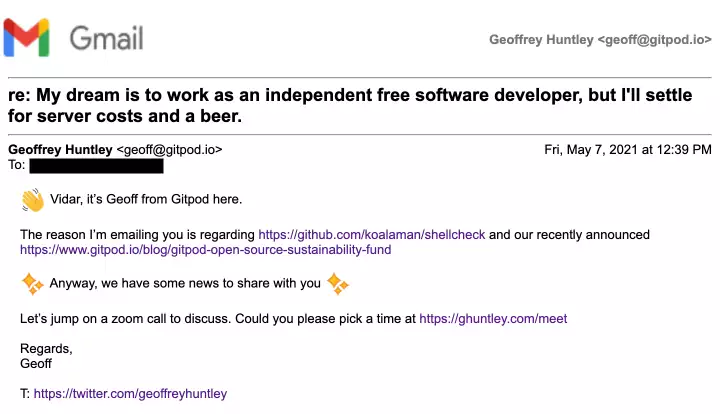 Gmail
Geoffrey Huntley <geoff@gitpod.io>
re: My dream is to work as an independent free software developer, but I'll settle
for server costs and a beer.
Geoffrey Huntley <geoff@gitpod.io>
Fri, May 7, 2021 at 12:39 PM
To:
👋 Vidar, it’s Geoff from Gitpod here.
The reason I’m emailing you is regarding https://github.com/koalaman/shellcheck and our recently announced
https://www.gitpod.io/blog/gitpod-open-source-sustainability-fund
✨ Anyway, we have some news to share with you ✨
Let’s jump on a zoom call to discuss. Could you please pick a time at https://ghuntley.com/meet
Regards,
Geoff
T: https://twitter.com/geoffreyhuntley